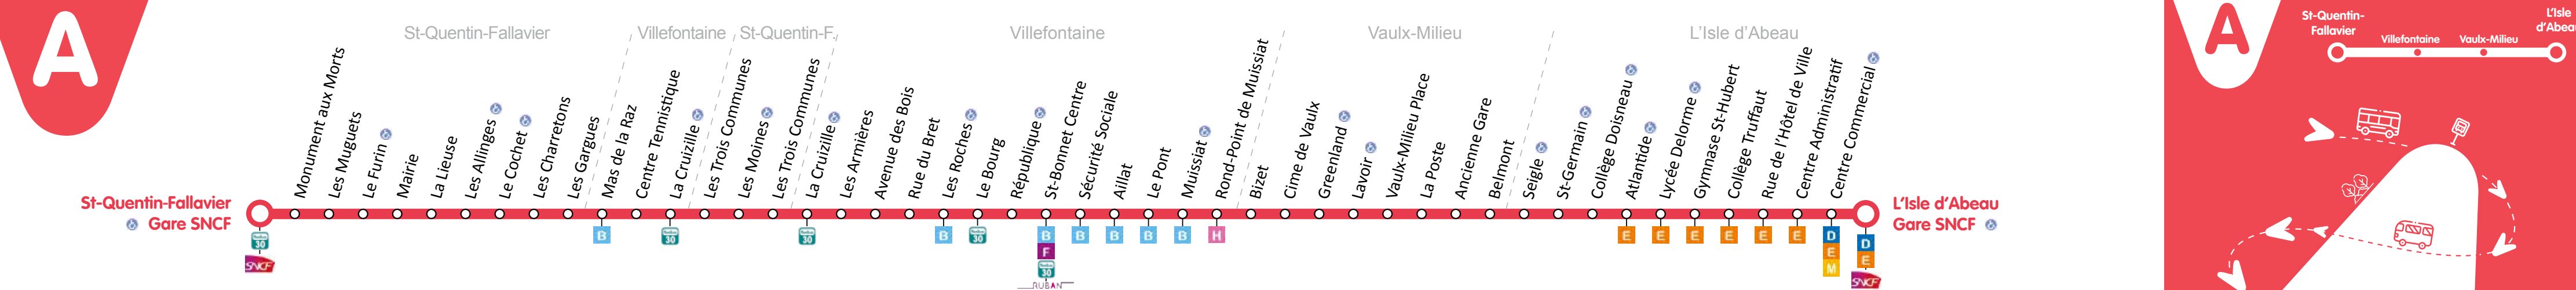 A
St-Quentin-Fallavier
Villefontaine
St-Quentin-F.
Villefontaine
Vaulx-Milieu
L'Isle d'Abeau
St-Quentin-Fallavier
Gare SNCF
Monument aux Morts
Les Muguets
Le Furin
Mairie
La Lieuse
Les Allinges
Le Cochet
Les Charretons
Les Gargues
Mas de la Raz
Centre Tennistique
La Cruizille
Les Trois Communes
Les Moines
Les Trois Communes
La Cruizille
Les Armières
Avenue des Bois
Rue du Bret
Les Roches
Le Bourg
République
St-Bonnet Centre
Sécurité Sociale
Aillat
Le Pont
Muissiat
Rond-Point de Muissiat
Bizet
Cime de Vaulx
Greenland
Lavoir
Vaulx-Milieu Place
La Poste
Ancienne Gare
Belmont
Seigle
St-Germain
Collège Doisneau
Atlantide
Lycée Delorme
Gymnase St-Hubert
Collège Truffaut
Rue de l'Hôtel de Ville
Centre Administratif
Centre Commercial
L'Isle d'Abeau
Gare SNCF
30
SNCF
B
30
30
B
30
B
F
30
RUBAN
B
B
B
B
H
E
E
E
E
E
E
D
E
M
D
E
SNCF
A
St-Quentin-
Fallavier
Villefontaine
Vaulx-Milieu
L'Isle
d'Abeau